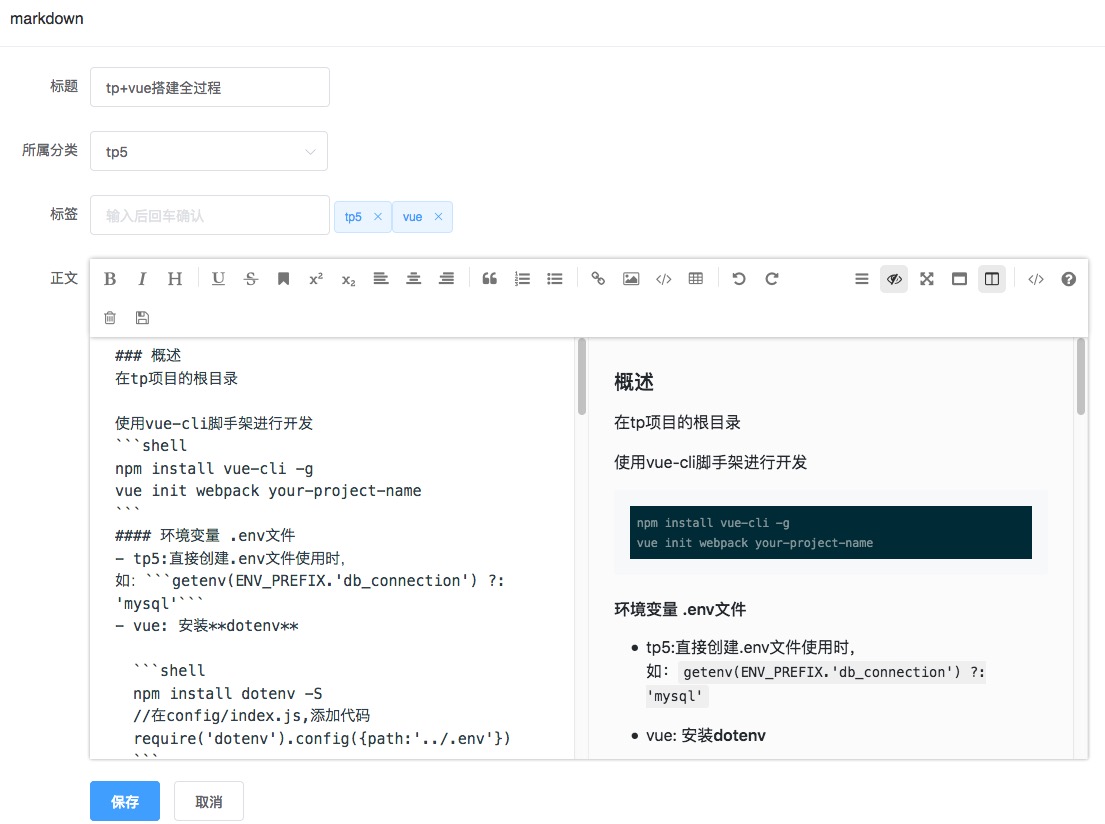 markdown
标题
tp+vue搭建全过程
所属分类
tp5
标签
输入后回车确认
tp5 ×
vue ×
正文
B I H U S x² x₂
### 概述
在tp项目的根目录
使用vue-cli脚手架进行开发
```shell
npm install vue-cli -g
vue init webpack your-project-name
```
#### 环境变量 .env文件
- tp5:直接创建.env文件使用时，
如：```getenv(ENV_PREFIX.'db_connection') ?:
'mysql'```
- vue: 安装**dotenv**
```shell
npm install dotenv -S
//在config/index.js,添加代码
require('dotenv').config({path:'../.env'})
```
概述
在tp项目的根目录
使用vue-cli脚手架进行开发
npm install vue-cli -g
vue init webpack your-project-name
环境变量 .env文件
• tp5:直接创建.env文件使用时，
如： getenv(ENV_PREFIX.'db_connection') ?:
'mysql'
• vue: 安装dotenv
保存
取消